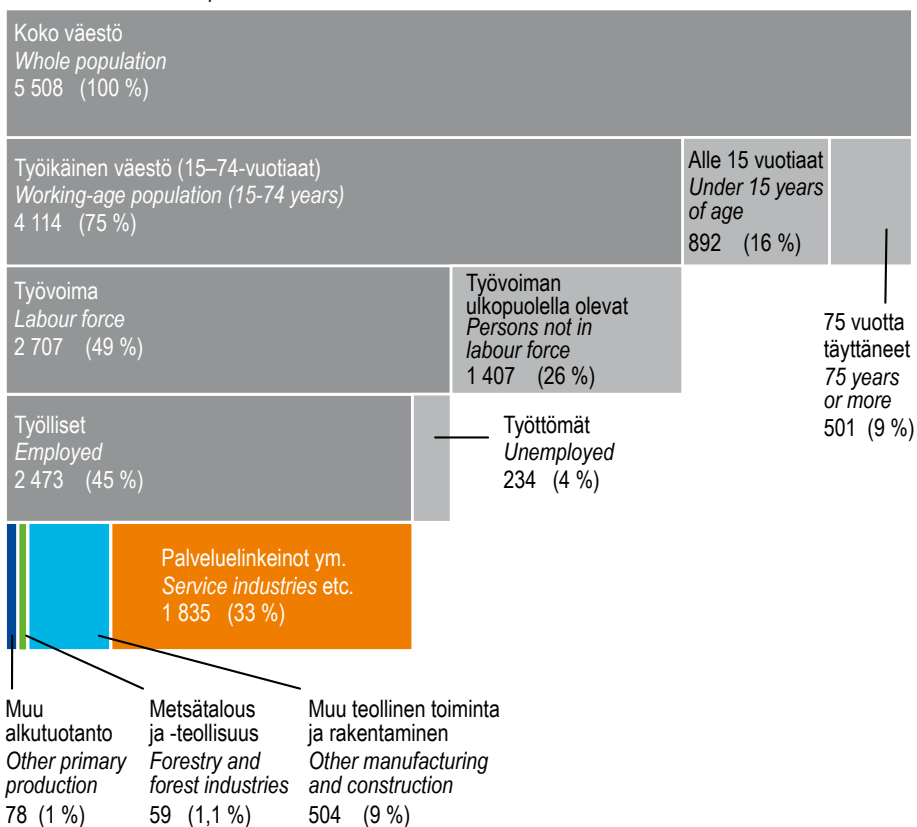 Koko väestö
Whole population
5 508 (100 %)
Työikäinen väestö (15–74-vuotiaat)
Working-age population (15-74 years)
4 114 (75 %)
Alle 15 vuotiaat
Under 15 years
of age
892 (16 %)
75 vuotta
täyttäneet
75 years
or more
501 (9 %)
Työvoima
Labour force
2 707 (49 %)
Työvoiman
ulkopuolella olevat
Persons not in
labour force
1 407 (26 %)
Työlliset
Employed
2 473 (45 %)
Työttömät
Unemployed
234 (4 %)
Palveluelinkeinot ym.
Service industries etc.
1 835 (33 %)
Muu
alkutuotanto
Other primary
production
78 (1 %)
Metsätalous
ja -teollisuus
Forestry and
forest industries
59 (1,1 %)
Muu teollinen toiminta
ja rakentaminen
Other manufacturing
and construction
504 (9 %)